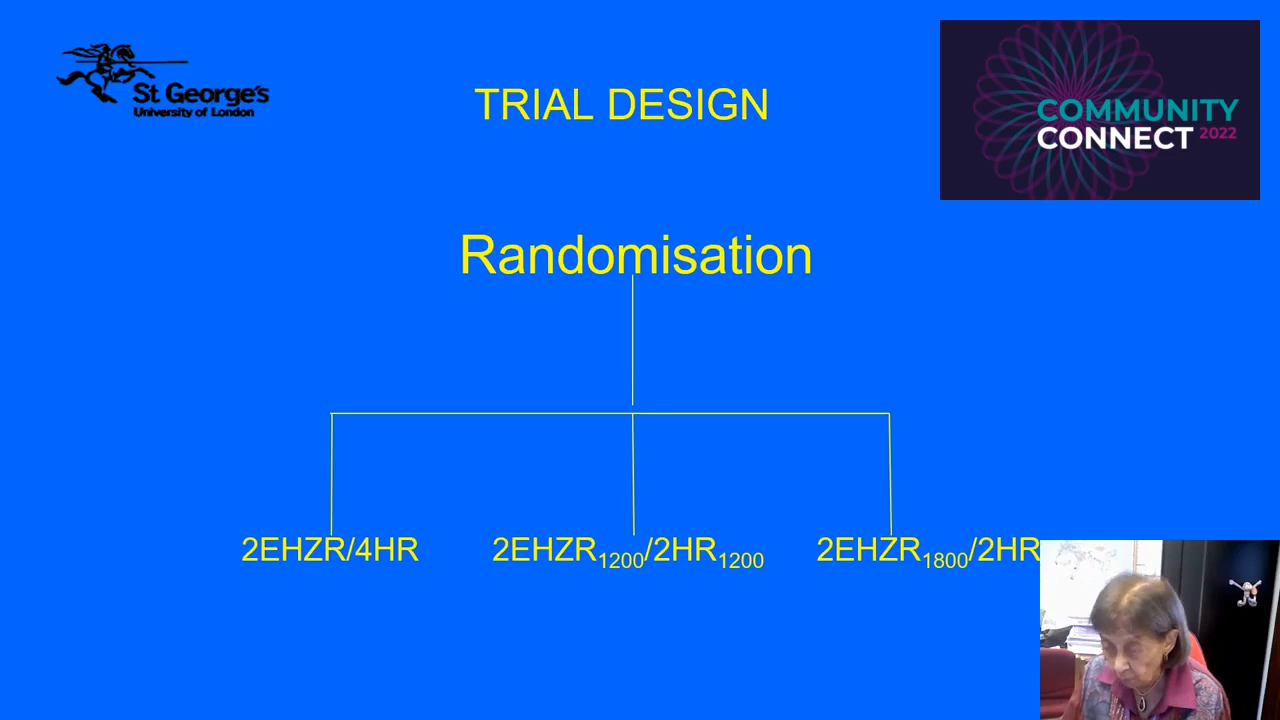 St George's
University of London
TRIAL DESIGN
COMMUNITY
CONNECT 2022
Randomisation
2EHZR/4HR
2EHZR₁₂₀₀/2HR₁₂₀₀
2EHZR₁₈₀₀/2HR